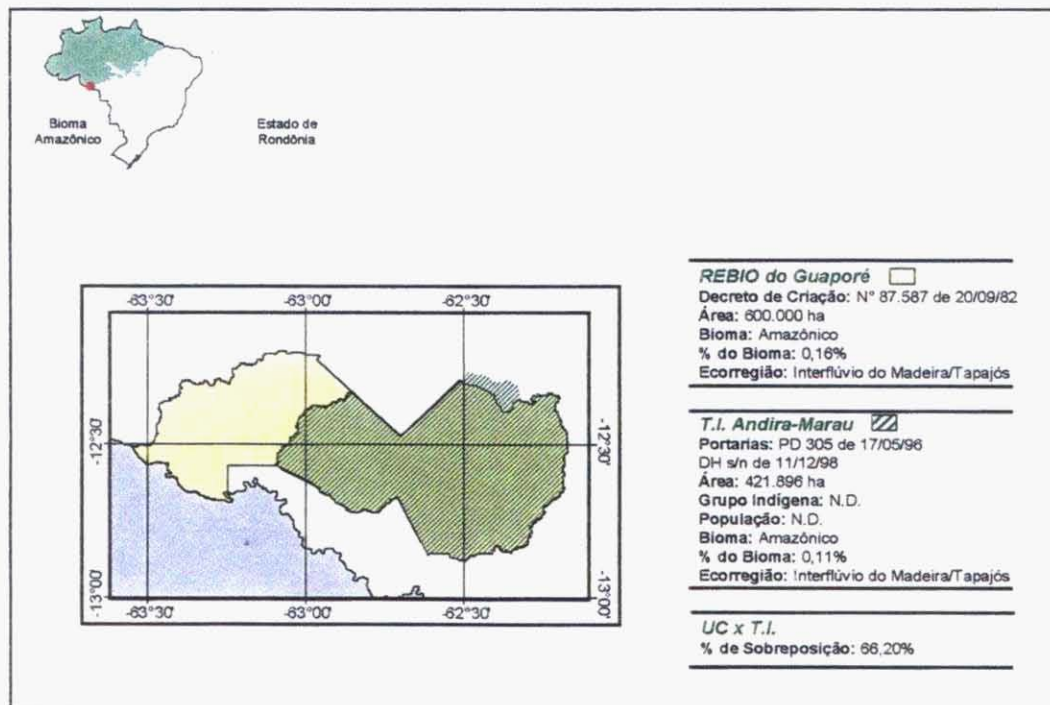 Bioma
Amazônico
Estado de
Rondônia
-63°30'
-63°00'
-62°30'
-12°30'
-12°30'
-13°00'
-13°00'
-63°30'
-63°00'
-62°30'
REBIO do Guaporé
Decreto de Criação: N° 87.587 de 20/09/82
Área: 600.000 ha
Bioma: Amazônico
% do Bioma: 0,16%
Ecorregião: Interflúvio do Madeira/Tapajós
T.I. Andira-Marau
Portarias: PD 305 de 17/05/96
DH s/n de 11/12/98
Área: 421.896 ha
Grupo Indígena: N.D.
População: N.D.
Bioma: Amazônico
% do Bioma: 0,11%
Ecorregião: Interflúvio do Madeira/Tapajós
UC x T.I.
% de Sobreposição: 66,20%